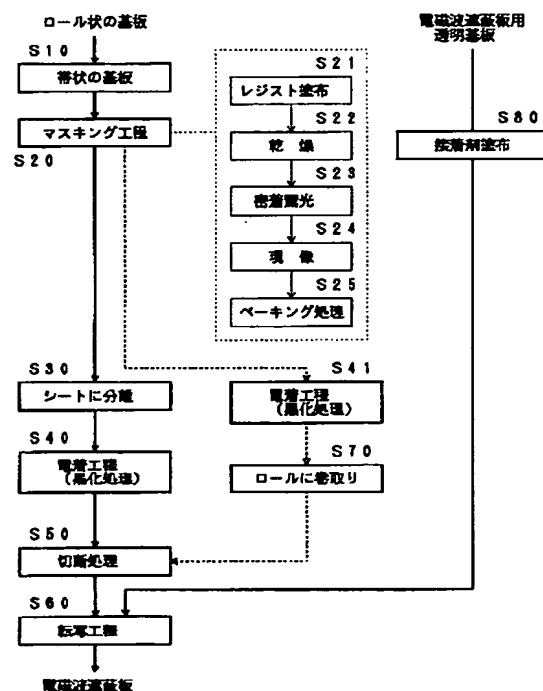 ロール状の基板
S10
帯状の基板
マスキング工程
S20
S21
レジスト塗布
S22
乾 燥
S23
密着露光
S24
現 像
S25
ベーキング処理
電磁波遮蔽板用
透明基板
S80
接着剤塗布
S30
シートに分離
S40
電着工程
(黒化処理)
S41
電着工程
(黒化処理)
S70
ロールに巻取り
S50
切断処理
S60
転写工程
電磁波遮蔽板